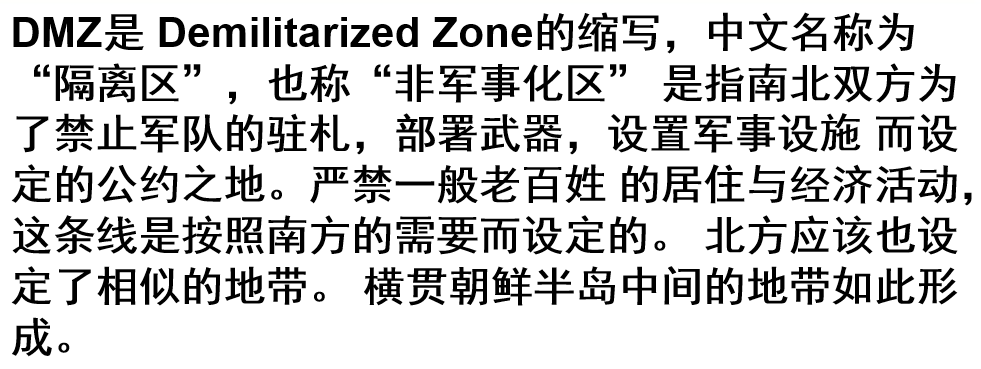 DMZ是 Demilitarized Zone的缩写，中文名称为
“隔离区”，也称“非军事化区” 是指南北双方为
了禁止军队的驻札，部署武器，设置军事设施 而设
定的公约之地。严禁一般老百姓 的居住与经济活动,
这条线是按照南方的需要而设定的。 北方应该也设
定了相似的地带。 横贯朝鲜半岛中间的地带如此形
成。